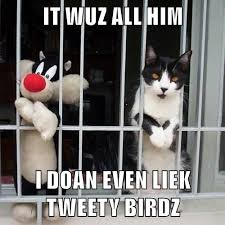 IT WUZ ALL HIM
I DOAN EVEN LIEK
TWEETY BIRDZ